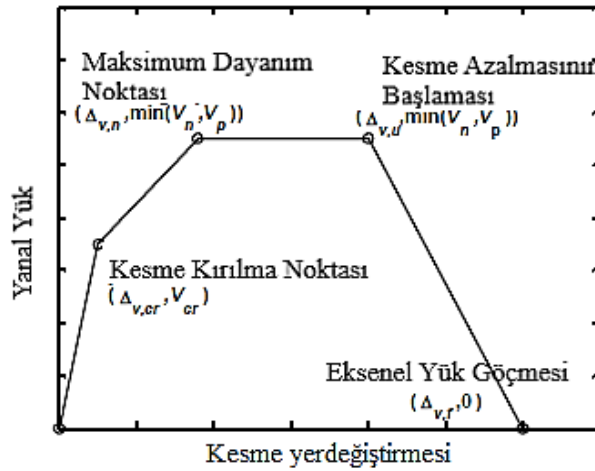 Maksimum Dayanım
Noktası
(Δv,n,min(Vn,Vp))
Kesme Azalmasının
Başlaması
(Δv,u,min(Vn,Vp))
Yanal Yük
Kesme Kırılma Noktası
(Δv,cr,Vcr)
Eksenel Yük Göçmesi
(Δv,f,0)
Kesme yerdeğiştirmesi